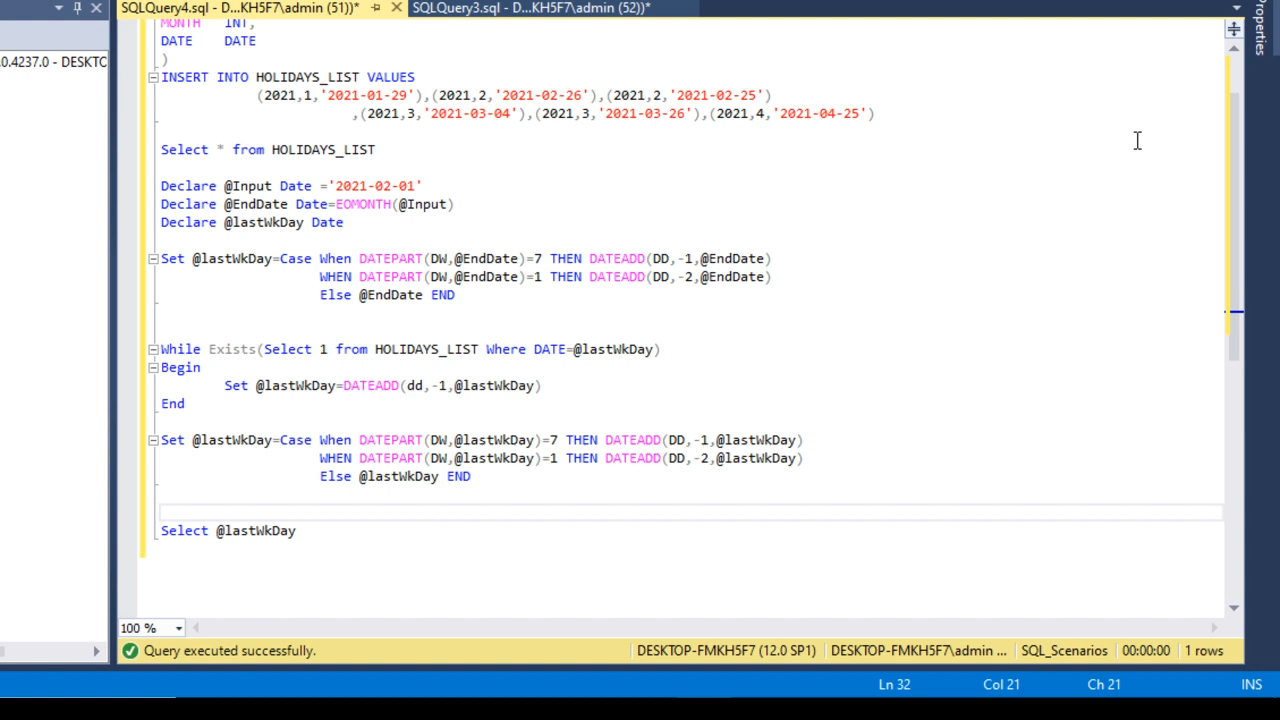 SQLQuery4.sql - D...KH5F7\admin (51))*
SQLQuery3.sql - D...KH5F7\admin (52))*
Properties
.0.4237.0 - DESKTO
MONTH INT,
DATE DATE
)
INSERT INTO HOLIDAYS_LIST VALUES
(2021,1,'2021-01-29'),(2021,2,'2021-02-26'),(2021,2,'2021-02-25')
,(2021,3,'2021-03-04'),(2021,3,'2021-03-26'),(2021,4,'2021-04-25')
Select * from HOLIDAYS_LIST
Declare @Input Date ='2021-02-01'
Declare @EndDate Date=EOMONTH(@Input)
Declare @lastWkDay Date
Set @lastWkDay=Case When DATEPART(DW,@EndDate)=7 THEN DATEADD(DD,-1,@EndDate)
WHEN DATEPART(DW,@EndDate)=1 THEN DATEADD(DD,-2,@EndDate)
Else @EndDate END
While Exists(Select 1 from HOLIDAYS_LIST Where DATE=@lastWkDay)
Begin
Set @lastWkDay=DATEADD(dd,-1,@lastWkDay)
End
Set @lastWkDay=Case When DATEPART(DW,@lastWkDay)=7 THEN DATEADD(DD,-1,@lastWkDay)
WHEN DATEPART(DW,@lastWkDay)=1 THEN DATEADD(DD,-2,@lastWkDay)
Else @lastWkDay END
Select @lastWkDay
100 %
Query executed successfully.
DESKTOP-FMKH5F7 (12.0 SP1)
DESKTOP-FMKH5F7\admin ...
SQL_Scenarios
00:00:00
1 rows
Ln 32
Col 21
Ch 21
INS